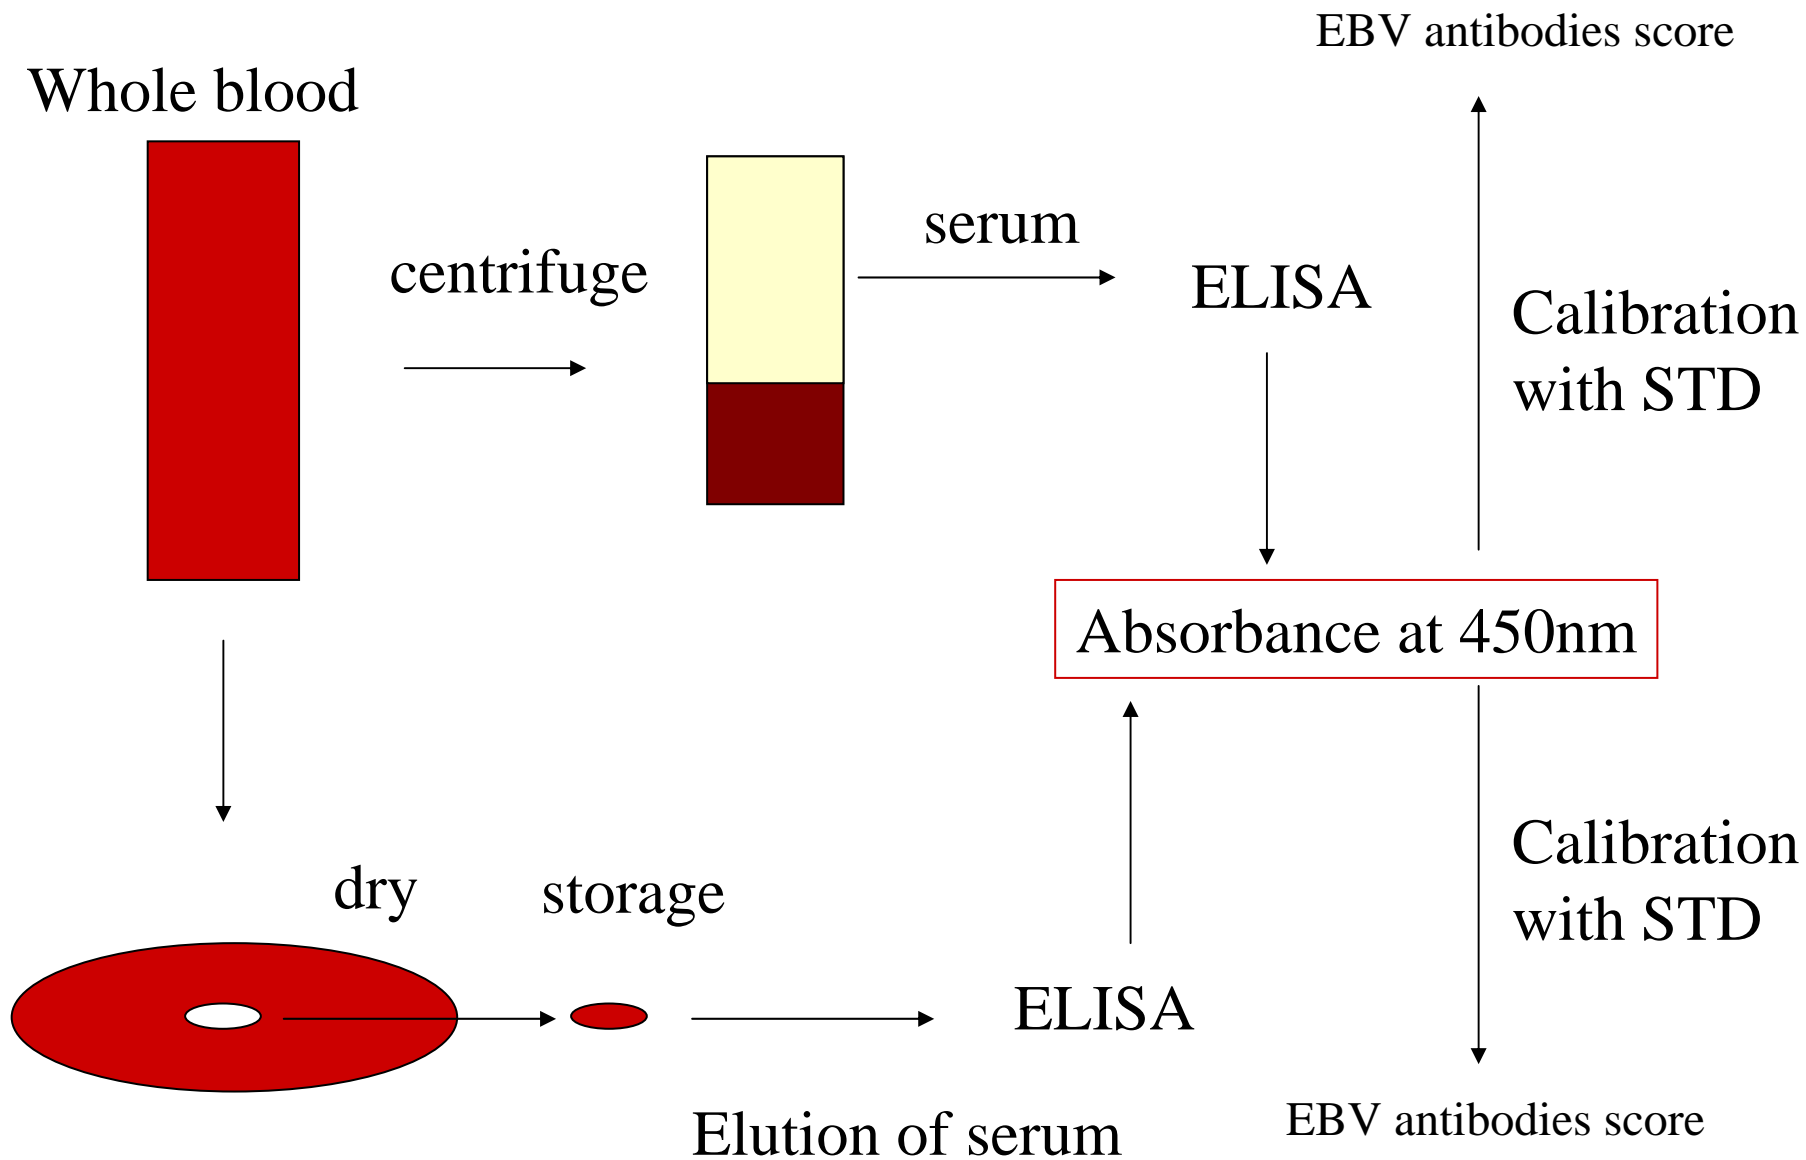 EBV antibodies score
Whole blood
centrifuge
serum
ELISA
Calibration
with STD
Absorbance at 450nm
dry
storage
ELISA
Calibration
with STD
Elution of serum
EBV antibodies score